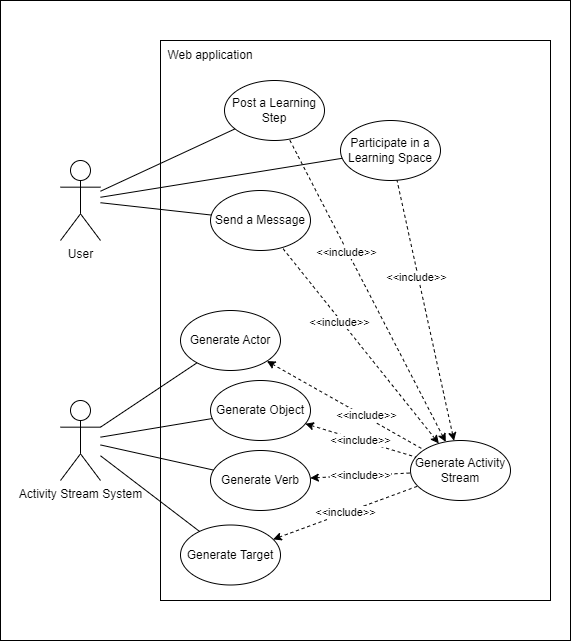 Web application
Post a Learning
Step
Participate in a
Learning Space
User
Send a Message
<<include>>
<<include>>
<<include>>
Generate Actor
Generate Object
<<include>>
<<include>>
Activity Stream System
Generate Verb
<<include>>
Generate Activity
Stream
<<include>>
Generate Target